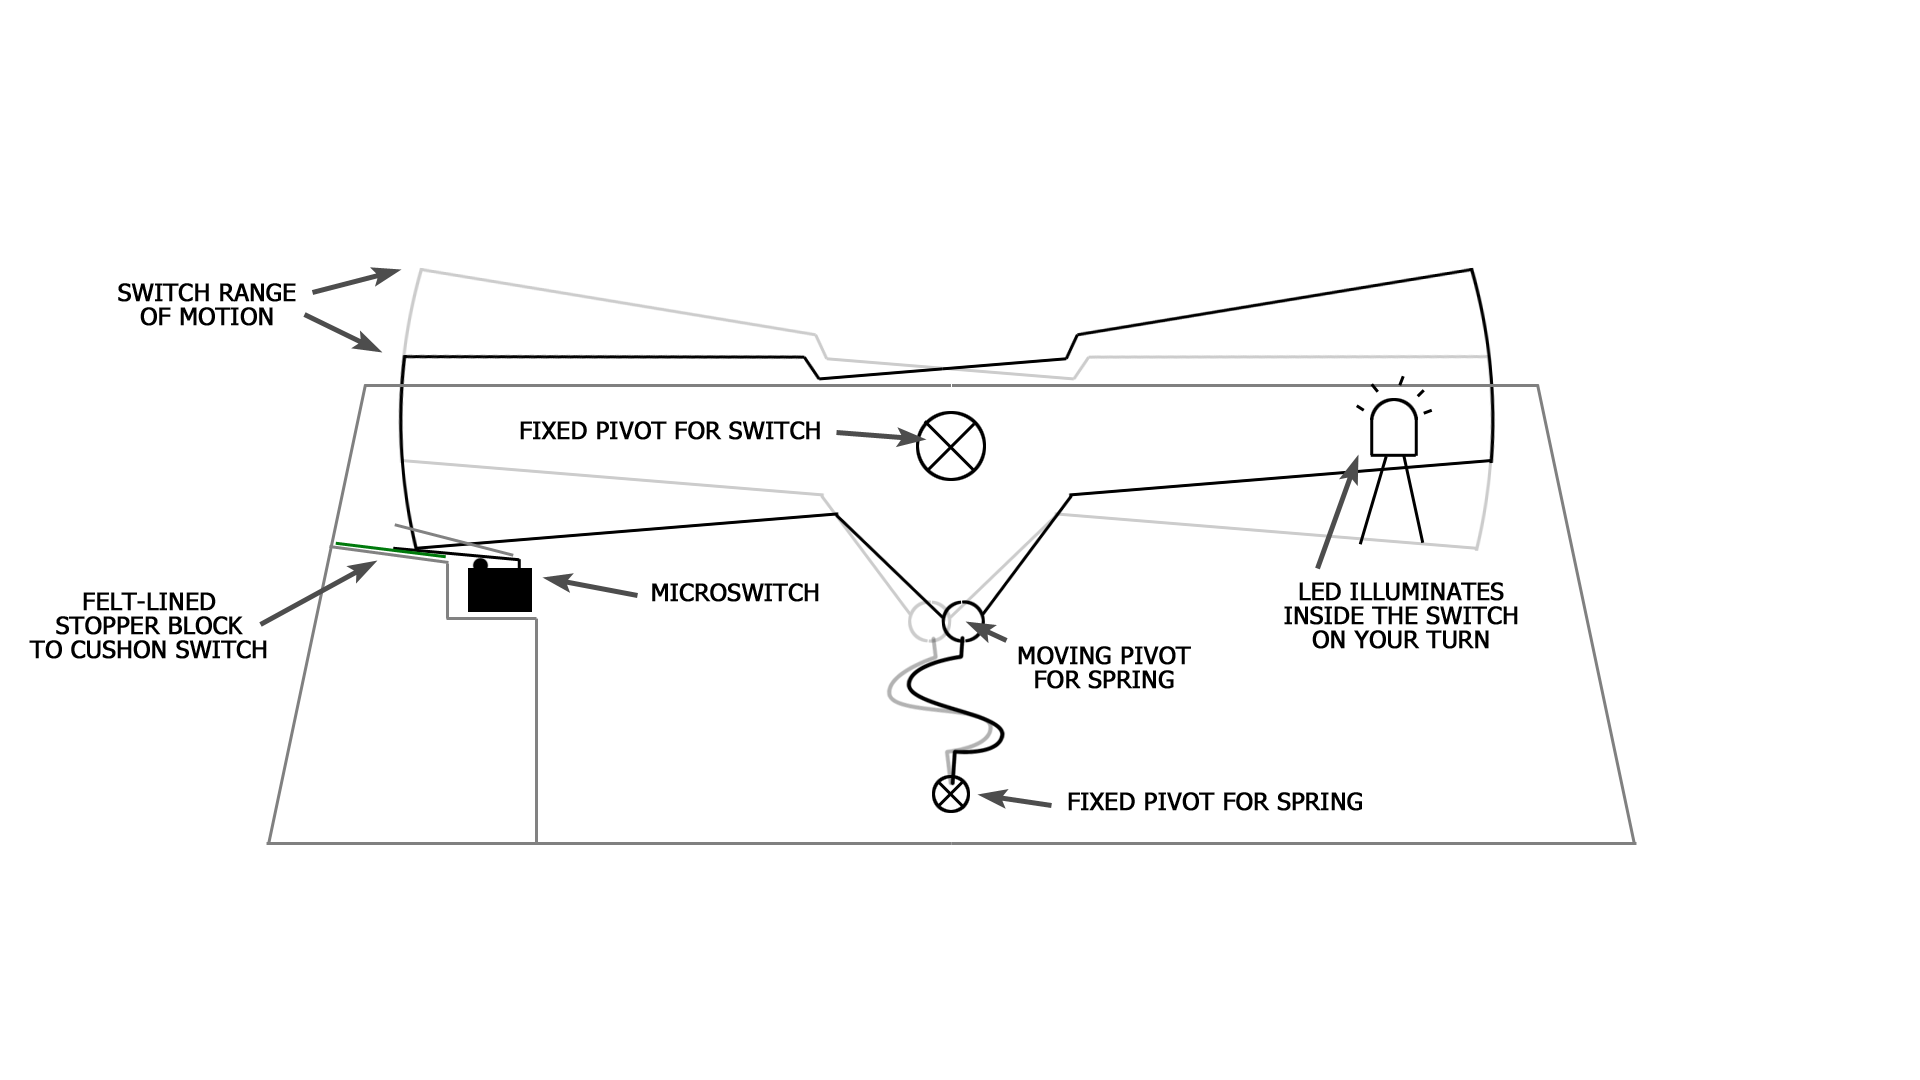 SWITCH RANGE
OF MOTION
FIXED PIVOT FOR SWITCH
MICROSWITCH
FELT-LINED
STOPPER BLOCK
TO CUSHON SWITCH
LED ILLUMINATES
INSIDE THE SWITCH
ON YOUR TURN
MOVING PIVOT
FOR SPRING
FIXED PIVOT FOR SPRING